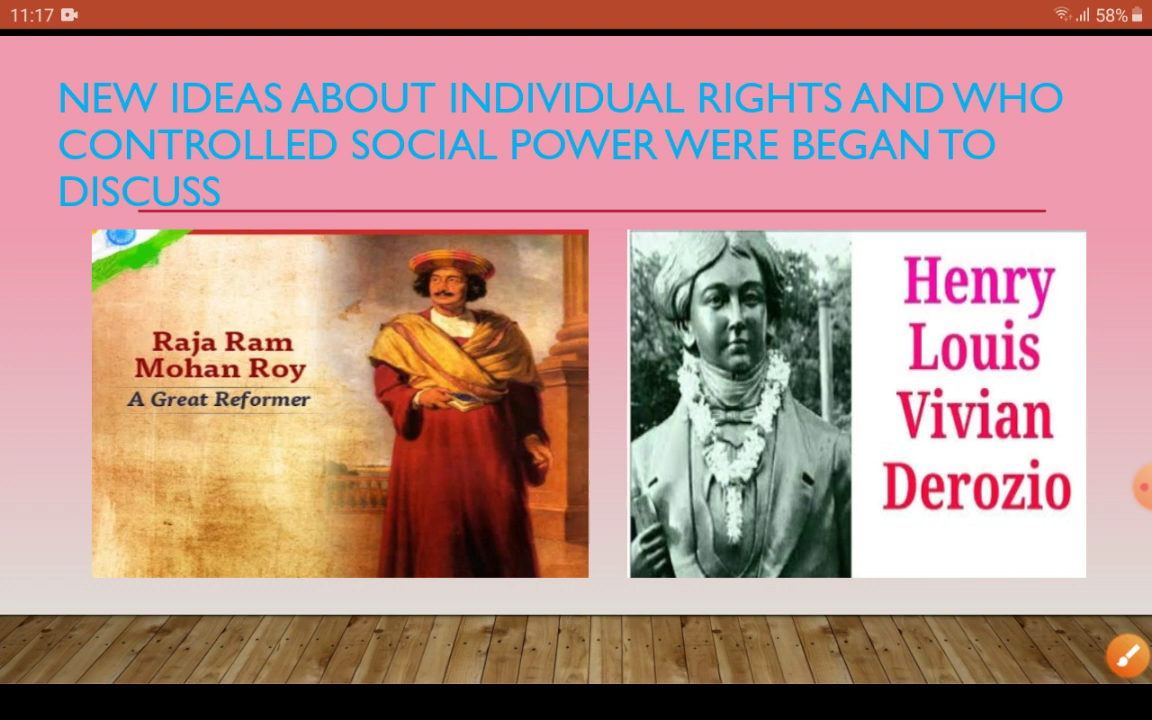 11:17
58%
NEW IDEAS ABOUT INDIVIDUAL RIGHTS AND WHO
CONTROLLED SOCIAL POWER WERE BEGAN TO
DISCUSS
Raja Ram
Mohan Roy
A Great Reformer
Henry
Louis
Vivian
Derozio